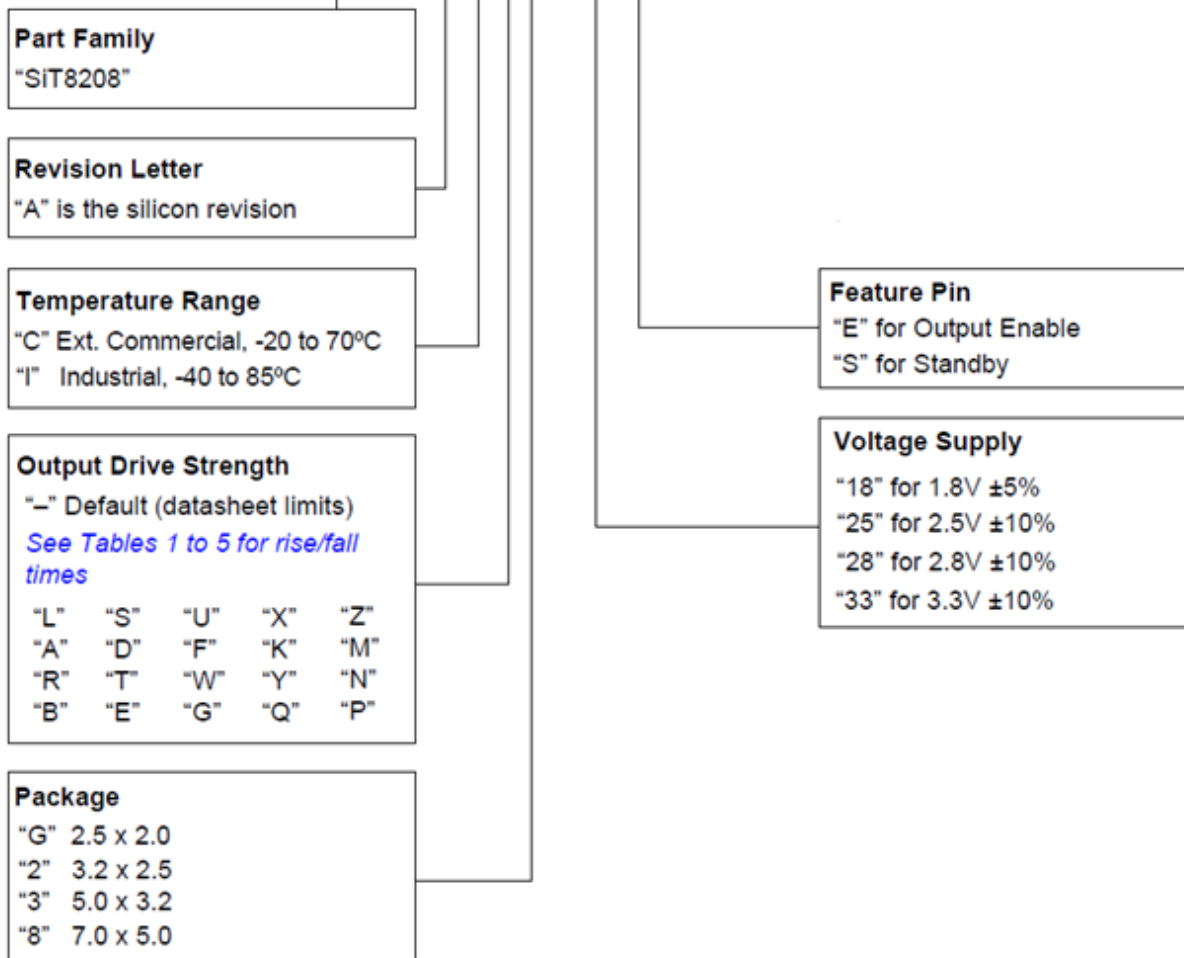 Part Family
“SiT8208”
Revision Letter
“A” is the silicon revision
Temperature Range
“C” Ext. Commercial, -20 to 70ºC
“I” Industrial, -40 to 85ºC
Output Drive Strength
“–” Default (datasheet limits)
See Tables 1 to 5 for rise/fall
times
“L” “S” “U” “X” “Z”
“A” “D” “F” “K” “M”
“R” “T” “W” “Y” “N”
“B” “E” “G” “Q” “P”
Package
“G” 2.5 x 2.0
“2” 3.2 x 2.5
“3” 5.0 x 3.2
“8” 7.0 x 5.0
Feature Pin
“E” for Output Enable
“S” for Standby
Voltage Supply
“18” for 1.8V ±5%
“25” for 2.5V ±10%
“28” for 2.8V ±10%
“33” for 3.3V ±10%